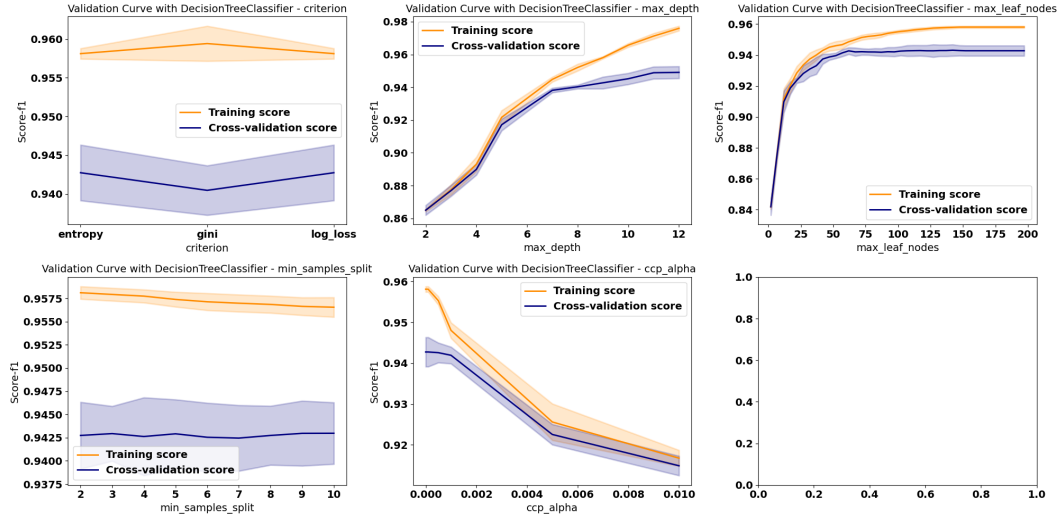 Validation Curve with DecisionTreeClassifier - criterion
Score-f1
0.960
0.955
0.950
0.945
0.940
Training score
Cross-validation score
entropy gini log_loss
criterion
Validation Curve with DecisionTreeClassifier - max_depth
Score-f1
0.98
0.96
0.94
0.92
0.90
0.88
0.86
Training score
Cross-validation score
2 4 6 8 10 12
max_depth
Validation Curve with DecisionTreeClassifier - max_leaf_nodes
Score-f1
0.96
0.94
0.92
0.90
0.88
0.86
0.84
Training score
Cross-validation score
0 25 50 75 100 125 150 175 200
max_leaf_nodes
Validation Curve with DecisionTreeClassifier - min_samples_split
Score-f1
0.9575
0.9550
0.9525
0.9500
0.9475
0.9450
0.9425
0.9400
0.9375
Training score
Cross-validation score
2 3 4 5 6 7 8 9 10
min_samples_split
Validation Curve with DecisionTreeClassifier - ccp_alpha
Score-f1
0.96
0.95
0.94
0.93
0.92
Training score
Cross-validation score
0.000 0.002 0.004 0.006 0.008 0.010
ccp_alpha
1.0
0.8
0.6
0.4
0.2
0.0
0.0 0.2 0.4 0.6 0.8 1.0